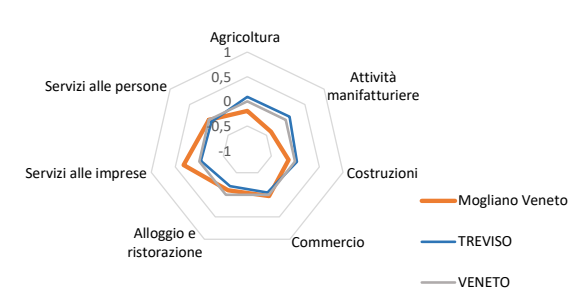 Agricoltura
1
0,5
0
-0,5
-1
Attività
manifatturiere
Costruzioni
Commercio
Alloggio e
ristorazione
Servizi alle imprese
Servizi alle persone
Mogliano Veneto
TREVISO
VENETO